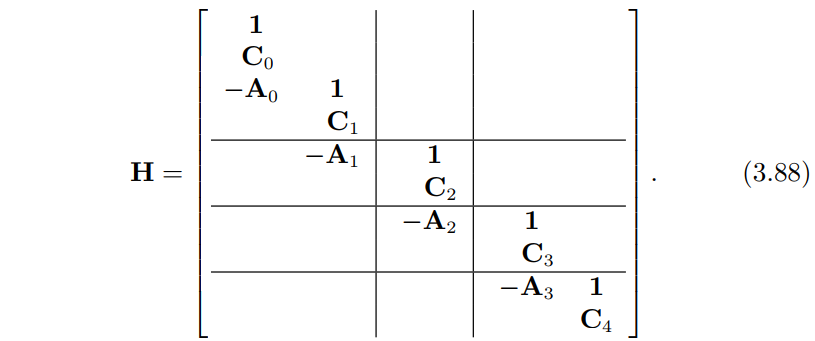 1
C₀
−A₀ 1
C₁
−A₁ 1
H = . (3.88)
C₂
−A₂ 1
C₃
−A₃ 1
C₄